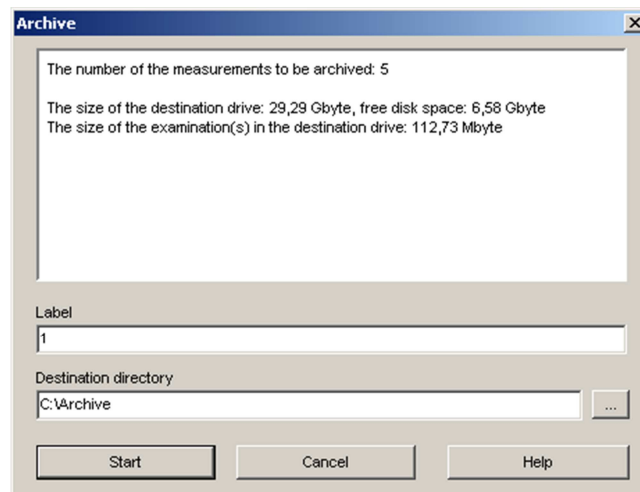 Archive
The number of the measurements to be archived: 5
The size of the destination drive: 29,29 Gbyte, free disk space: 6,58 Gbyte
The size of the examination(s) in the destination drive: 112,73 Mbyte
Label
1
Destination directory
C:\Archive
...
Start
Cancel
Help